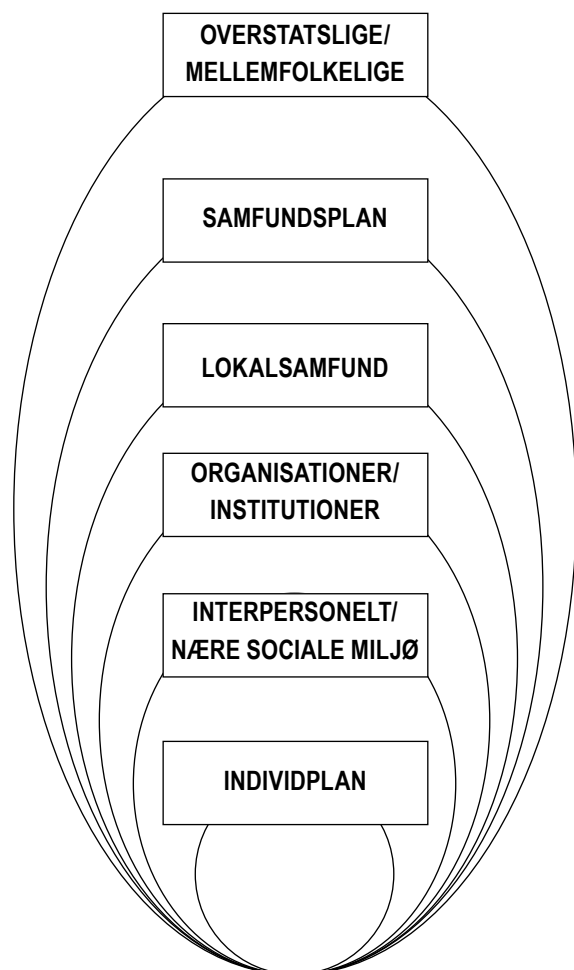 OVERSTATSLIGE/
MELLEMFOLKELIGE
SAMFUNDSPLAN
LOKALSAMFUND
ORGANISATIONER/
INSTITUTIONER
INTERPERSONELT/
NÆRE SOCIALE MILJØ
INDIVIDPLAN